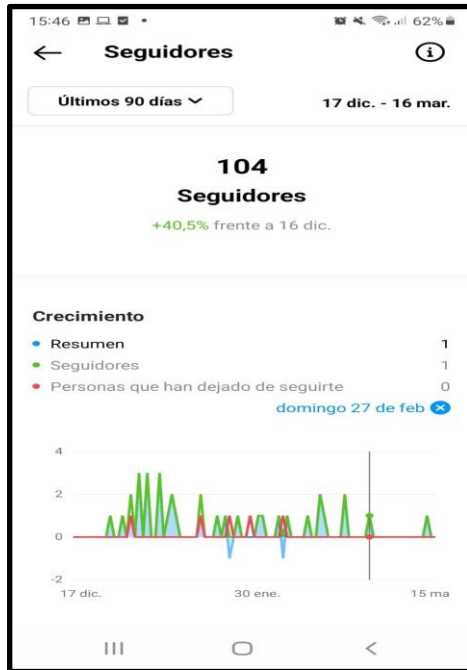 15:46 62%
Seguidores
Últimos 90 días 17 dic. - 16 mar.
104
Seguidores
+40,5% frente a 16 dic.
Crecimiento
Resumen 1
Seguidores 1
Personas que han dejado de seguirte 0
domingo 27 de feb
4
2
0
-2
17 dic. 30 ene. 15 ma